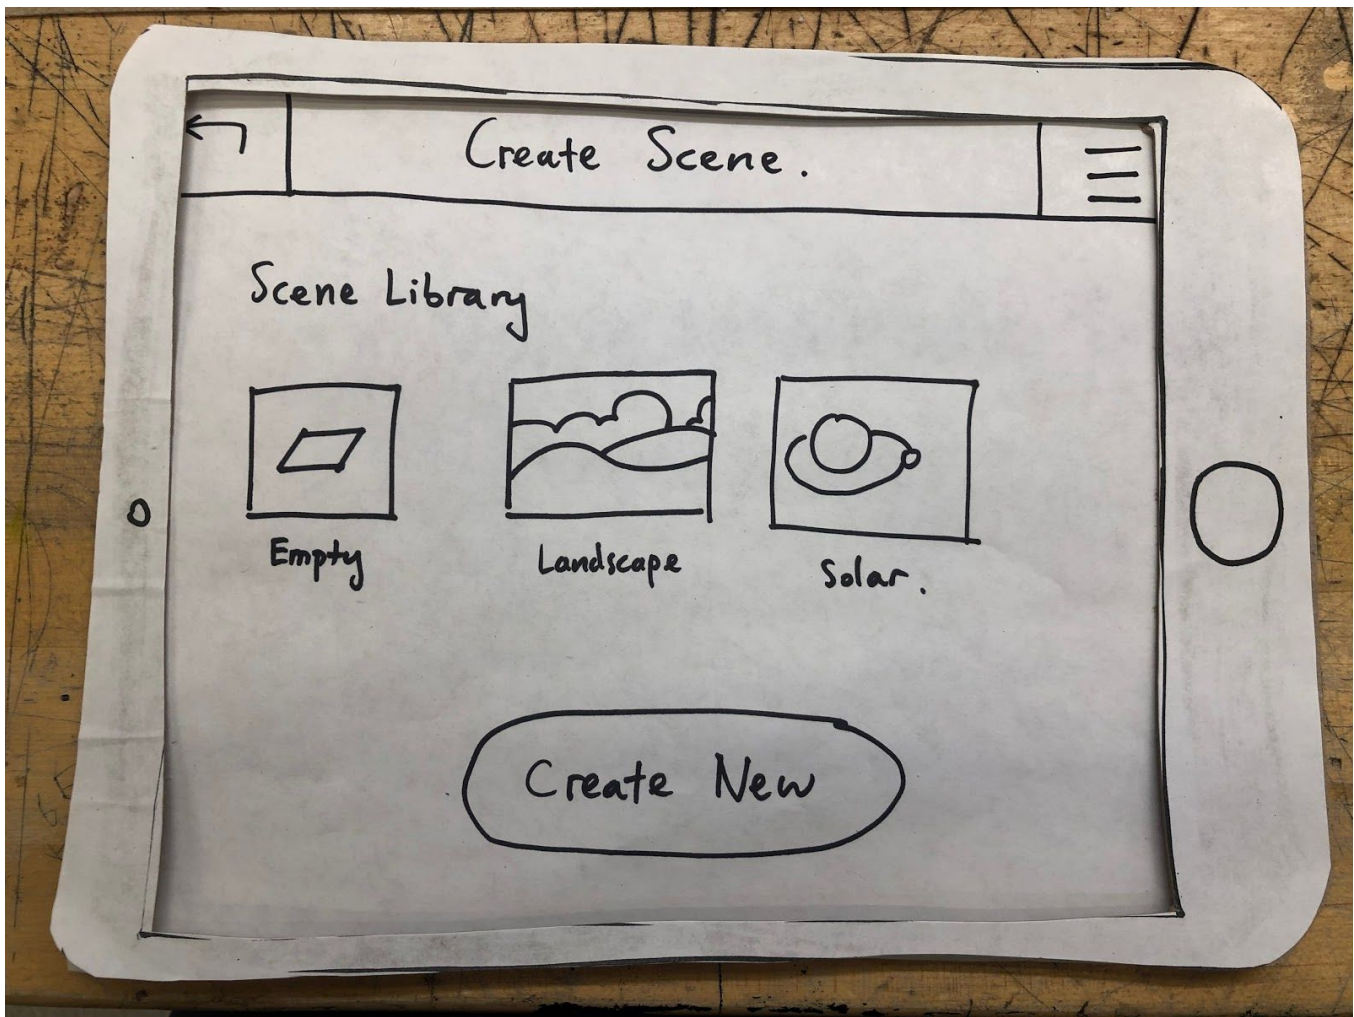 Create Scene.
Scene Library
Empty
Landscape
Solar.
Create New